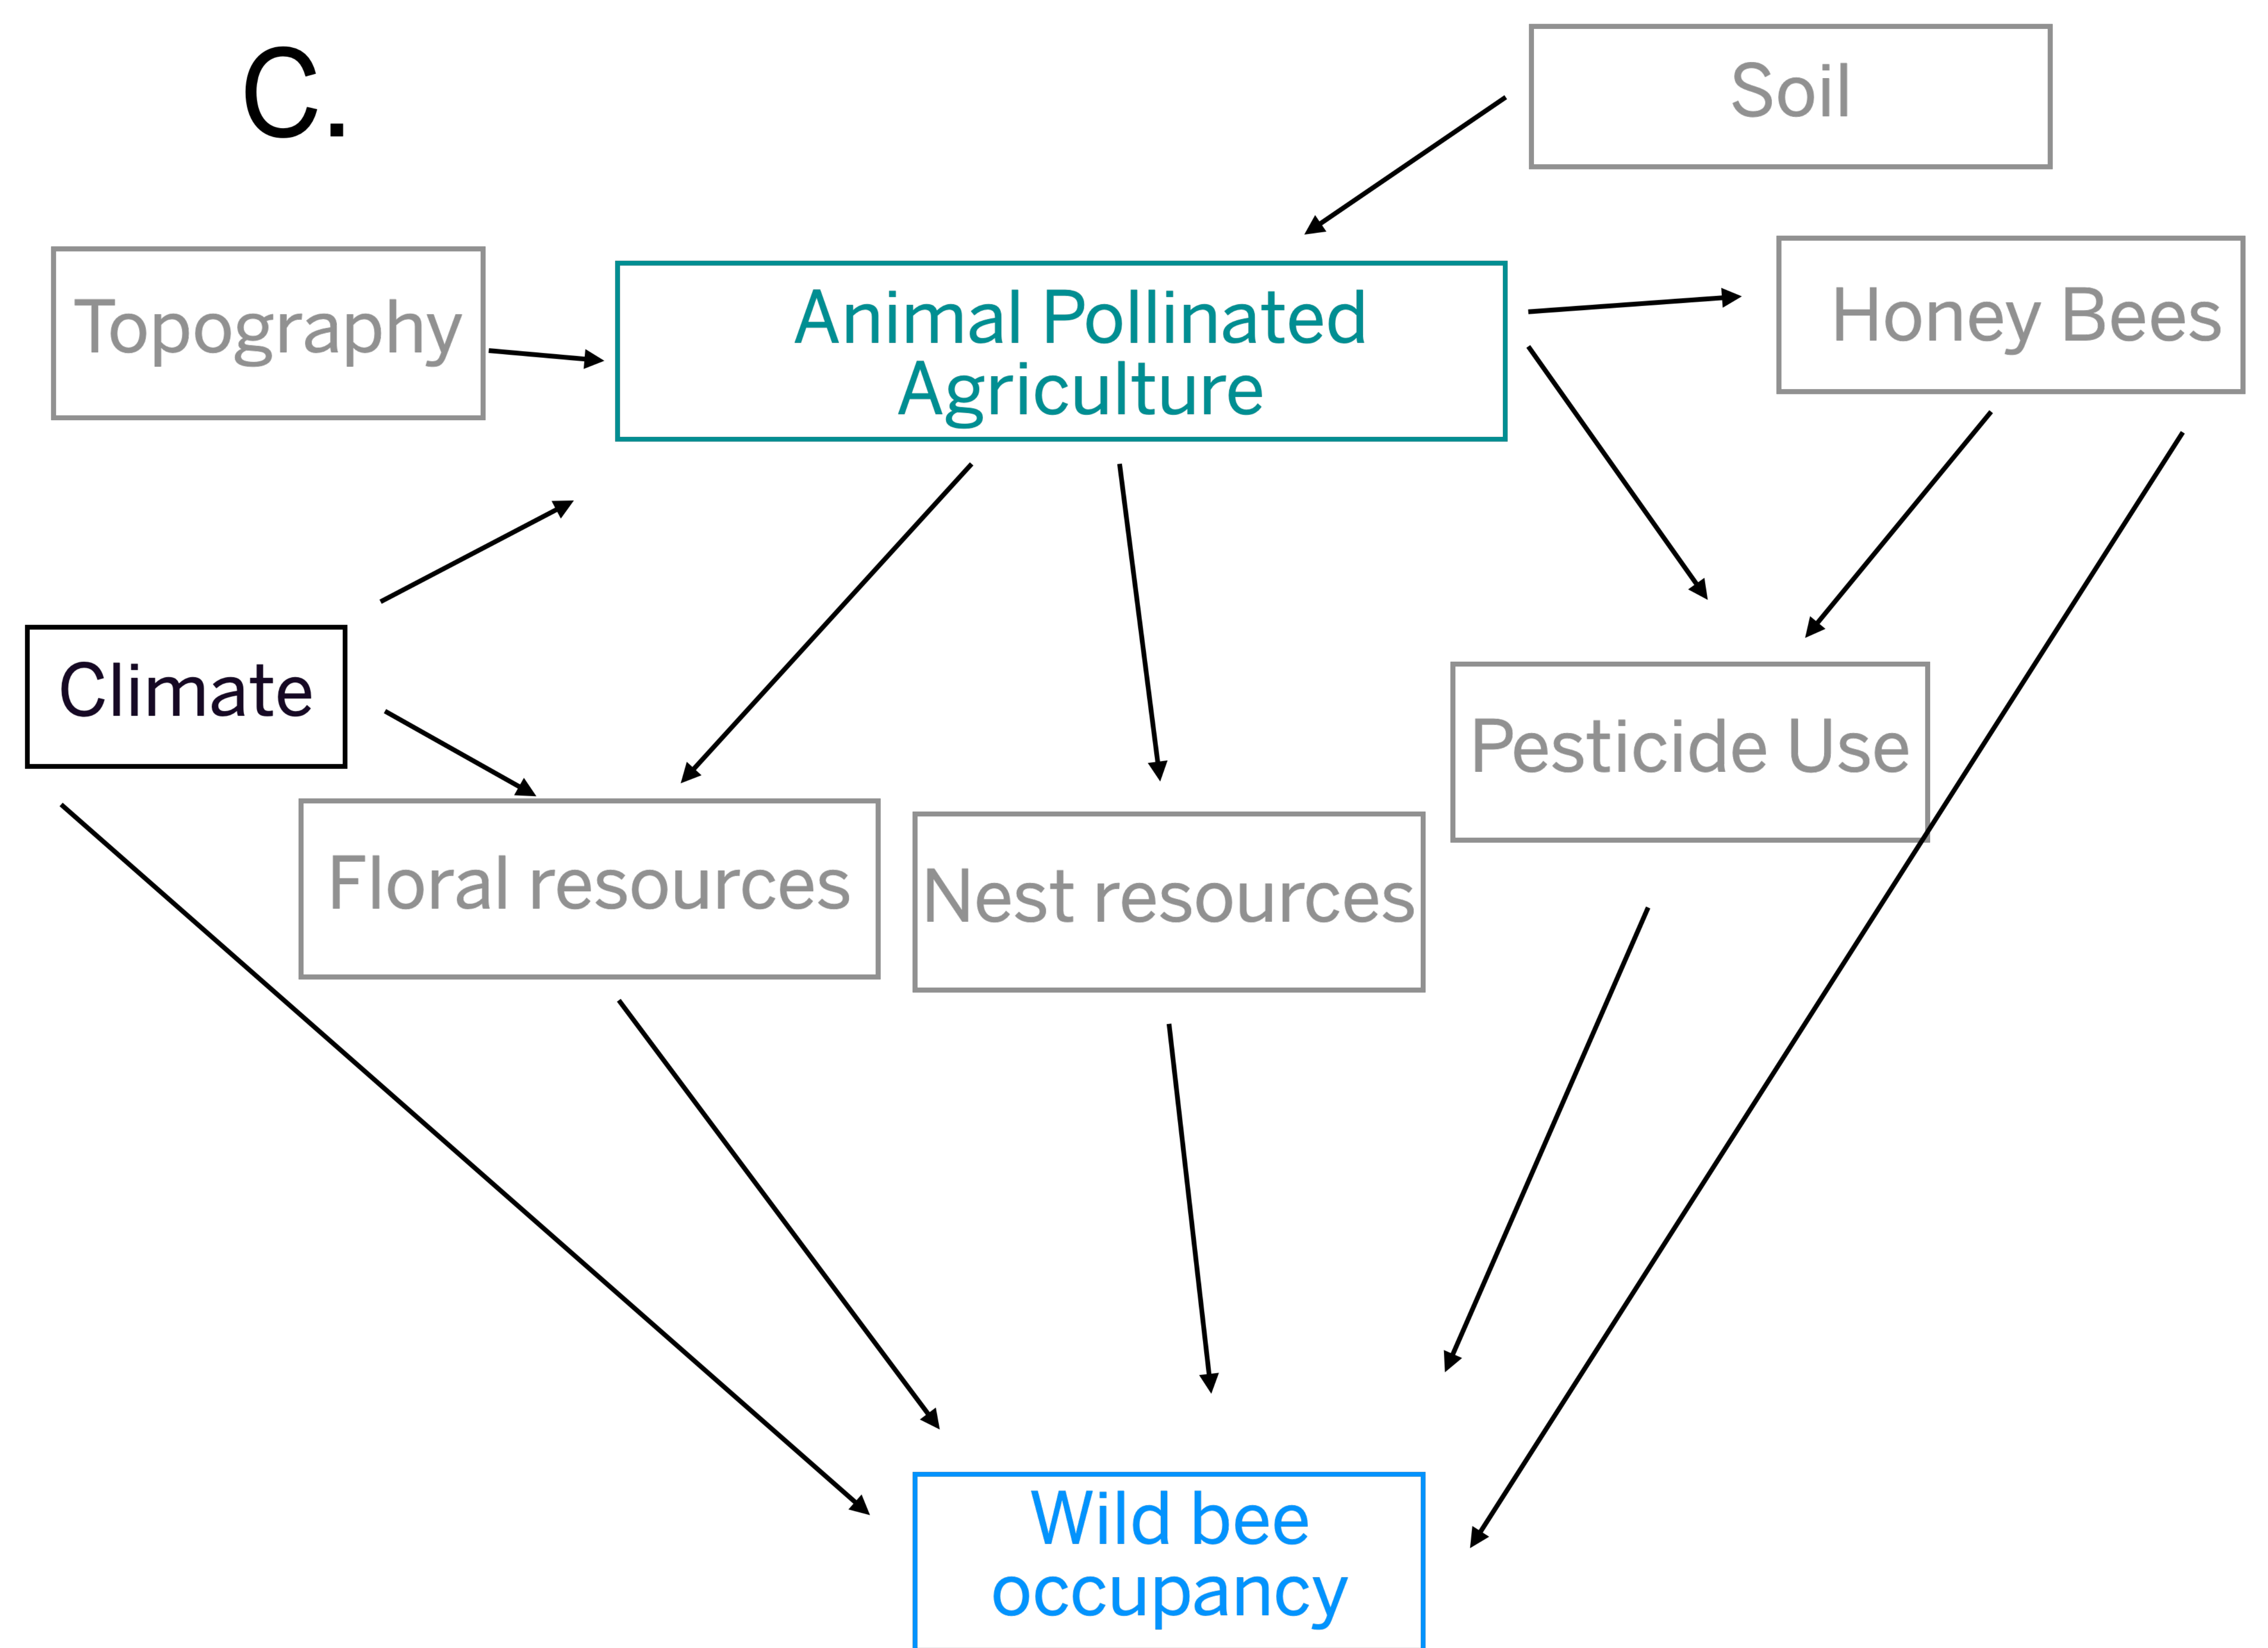 C.
Soil
Topography
Animal Pollinated
Agriculture
Honey Bees
Climate
Pesticide Use
Floral resources
Nest resources
Wild bee
occupancy